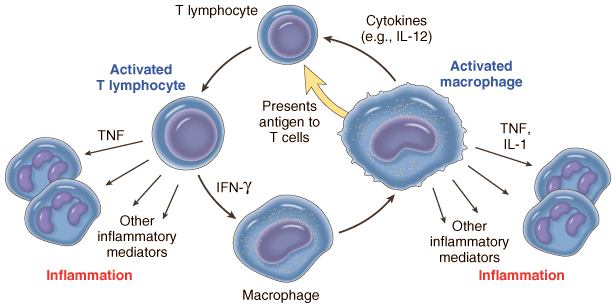 T lymphocyte
Cytokines
(e.g., IL-12)
Activated
T lymphocyte
Activated
macrophage
Presents
antigen to
T cells
TNF
TNF,
IL-1
IFN-γ
Other
inflammatory
mediators
Other
inflammatory
mediators
Inflammation
Inflammation
Macrophage